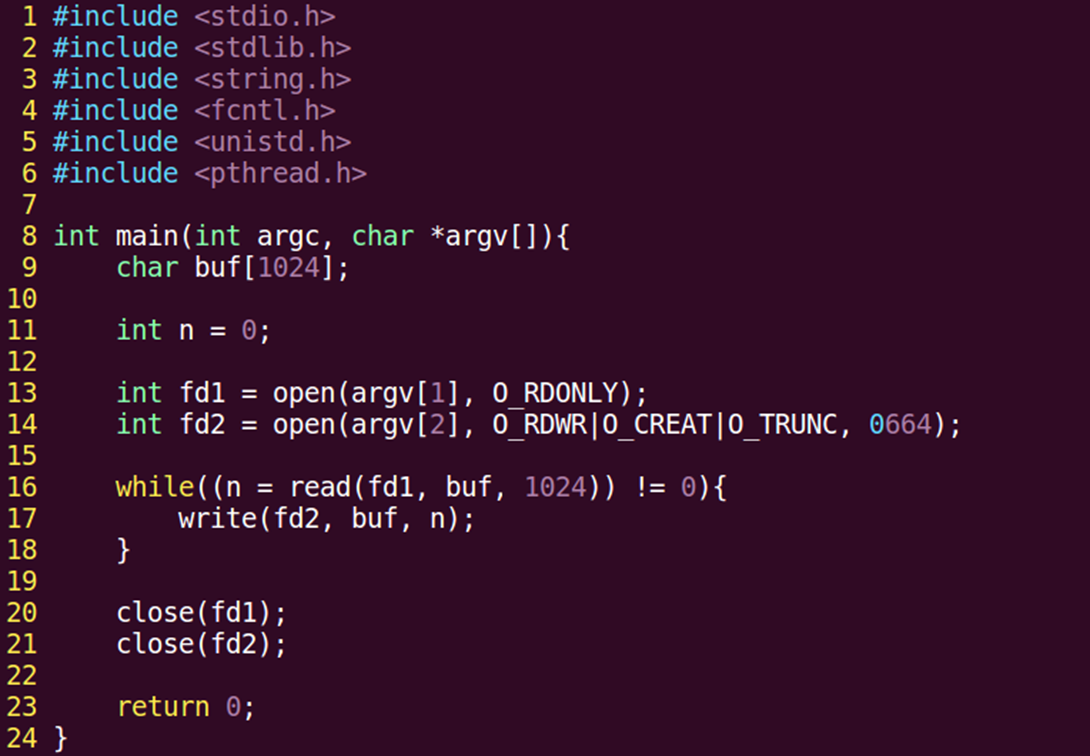 1 #include <stdio.h>
2 #include <stdlib.h>
3 #include <string.h>
4 #include <fcntl.h>
5 #include <unistd.h>
6 #include <pthread.h>
7
8 int main(int argc, char *argv[]){
9     char buf[1024];
10
11     int n = 0;
12
13     int fd1 = open(argv[1], O_RDONLY);
14     int fd2 = open(argv[2], O_RDWR|O_CREAT|O_TRUNC, 0664);
15
16     while((n = read(fd1, buf, 1024)) != 0){
17         write(fd2, buf, n);
18     }
19
20     close(fd1);
21     close(fd2);
22
23     return 0;
24 }